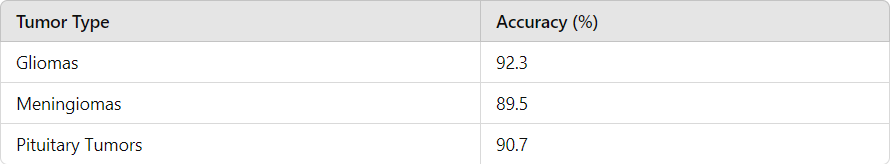 Tumor Type Accuracy (%)
Gliomas 92.3
Meningiomas 89.5
Pituitary Tumors 90.7